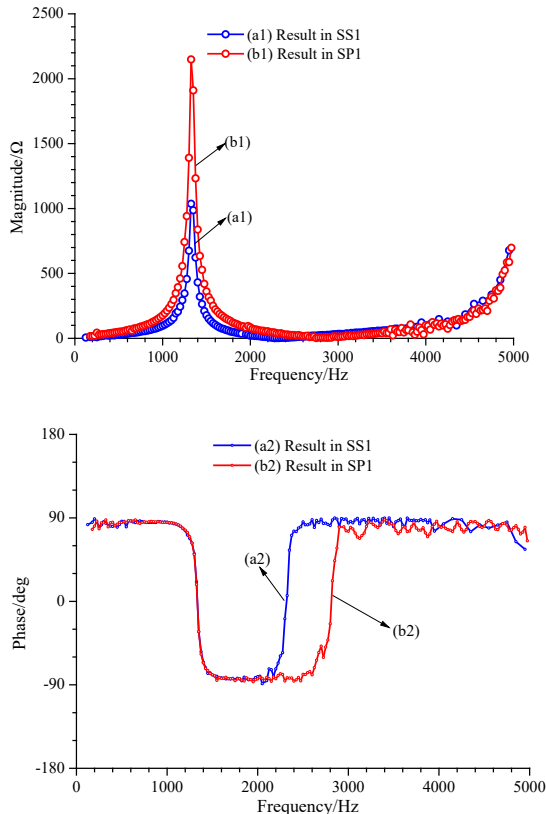 (a1) Result in SS1
(b1) Result in SP1
2500
2000
1500
1000
500
0
Magnitude/Ω
(b1)
(a1)
0 1000 2000 3000 4000 5000
Frequency/Hz
180
90
0
-90
-180
Phase/deg
(a2) Result in SS1
(b2) Result in SP1
(a2)
(b2)
0 1000 2000 3000 4000 5000
Frequency/Hz